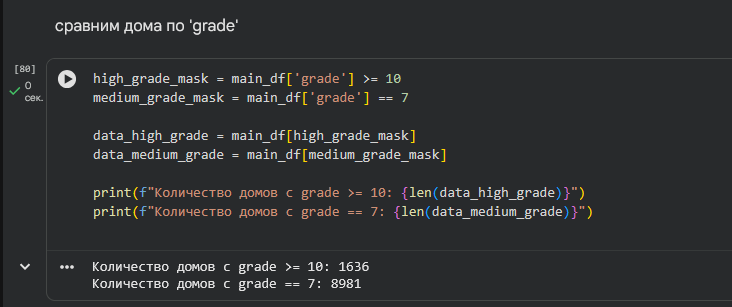 сравним дома по 'grade'
[80]
0
сек.
high_grade_mask = main_df['grade'] >= 10
medium_grade_mask = main_df['grade'] == 7
data_high_grade = main_df[high_grade_mask]
data_medium_grade = main_df[medium_grade_mask]
print(f"Количество домов с grade >= 10: {len(data_high_grade)}")
print(f"Количество домов с grade == 7: {len(data_medium_grade)}")
Количество домов с grade >= 10: 1636
Количество домов с grade == 7: 8981